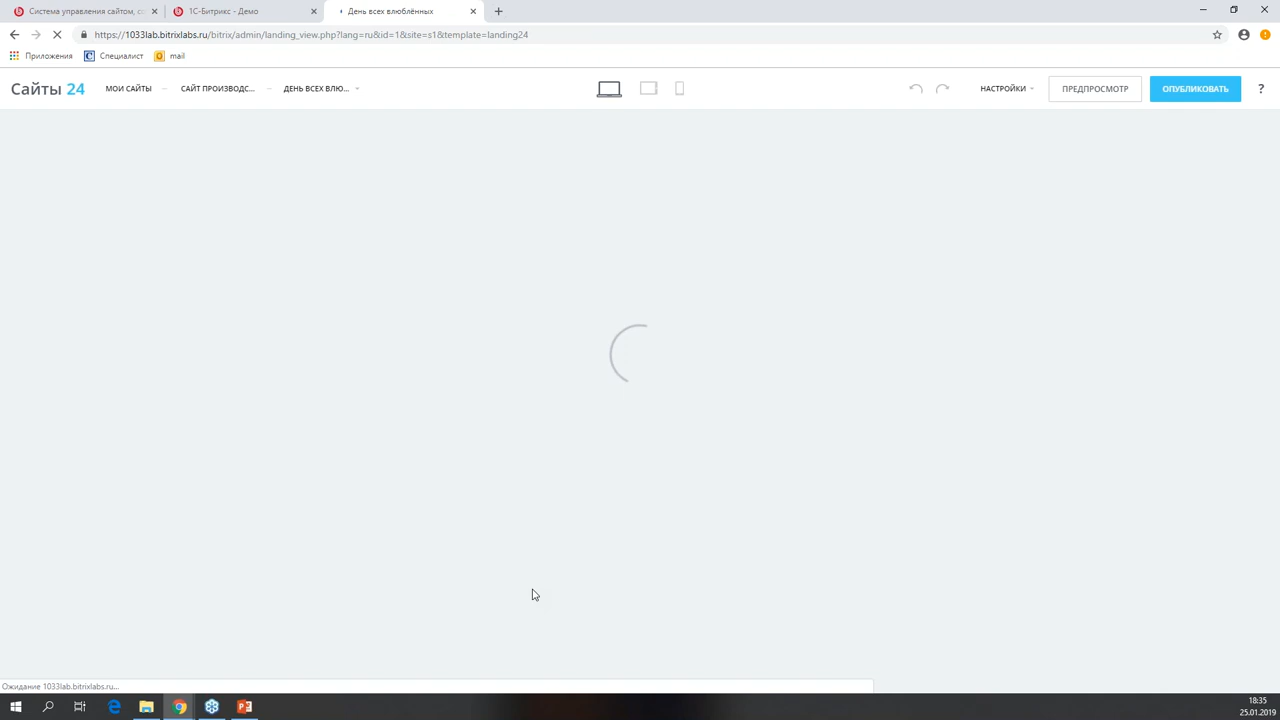 Система управления сайтом, со
1С-Битрикс - Демо
День всех влюблённых
https://1033lab.bitrixlabs.ru/bitrix/admin/landing_view.php?lang=ru&id=1&site=s1&template=landing24
Приложения
Специалист
mail
Сайты 24
МОИ САЙТЫ
САЙТ ПРОИЗВОДС...
ДЕНЬ ВСЕХ ВЛЮ...
НАСТРОЙКИ
ПРЕДПРОСМОТР
ОПУБЛИКОВАТЬ
?
Ожидание 1033lab.bitrixlabs.ru...
18:35
25.01.2019